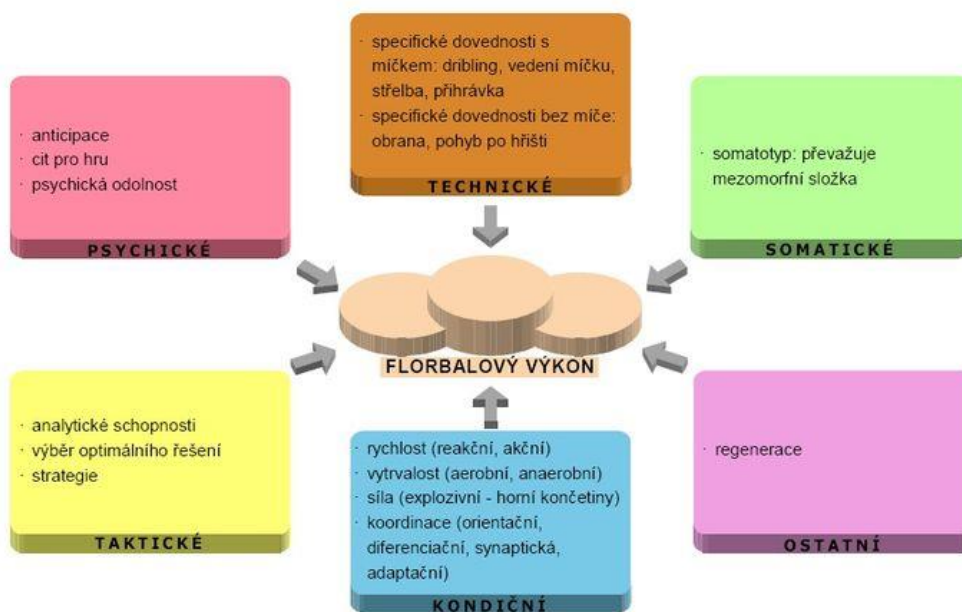 · anticipace
· cit pro hru
· psychická odolnost
PSYCHICKÉ
· specifické dovednosti s
míčkem: dribling, vedení míčku,
střelba, přihrávka
· specifické dovednosti bez míče:
obrana, pohyb po hřišti
TECHNICKÉ
· somatotyp: převažuje
mezomorfní složka
SOMATICKÉ
FLORBALOVÝ VÝKON
· analytické schopnosti
· výběr optimálního řešení
· strategie
TAKTICKÉ
· rychlost (reakční, akční)
· vytrvalost (aerobní, anaerobní)
· síla (explozivní - horní končetiny)
· koordinace (orientační,
diferenciační, synaptická,
adaptační)
KONDIČNÍ
· regenerace
OSTATNÍ